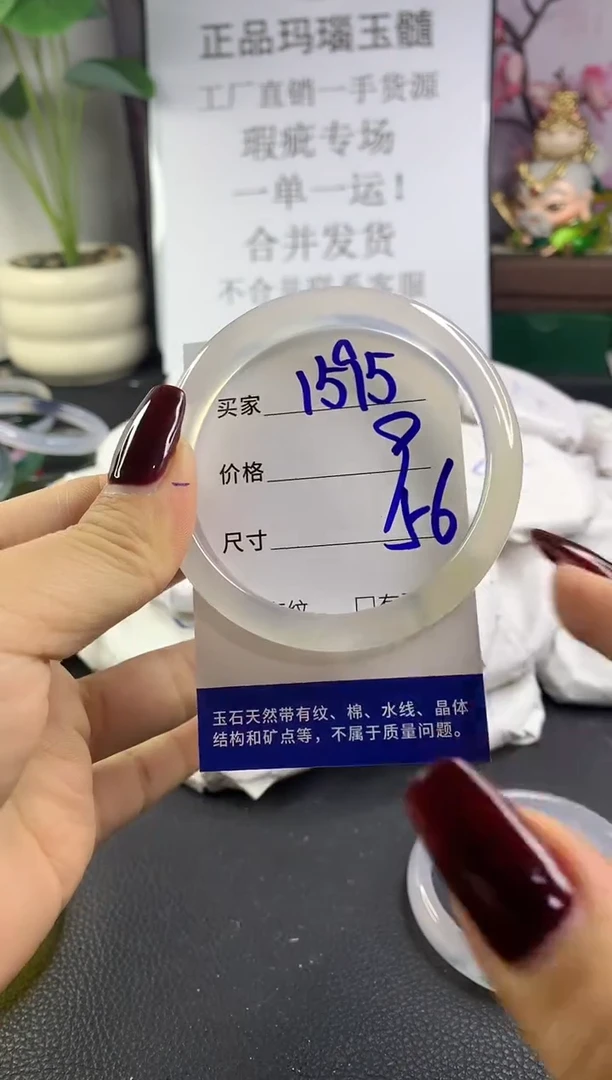 正品玛瑙玉髓
工厂直销一手货源
瑕疵专场
一单一运！
合并发货
买家 1595
价格
尺寸 56
玉石天然带有纹、棉、水线、晶体
结构和矿点等，不属于质量问题。